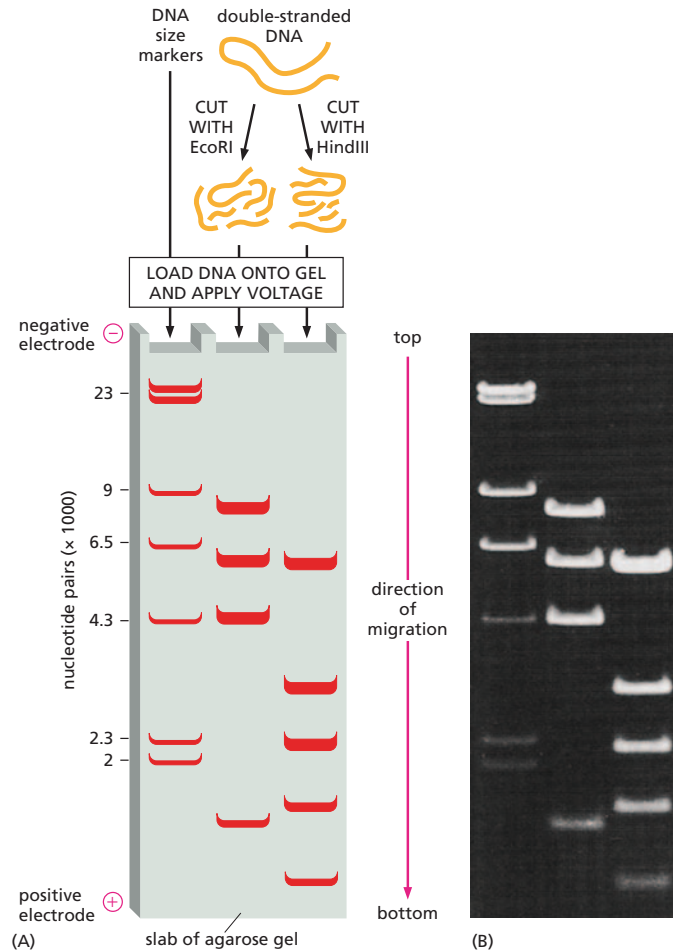 DNA
size
markers
double-stranded
DNA
CUT
WITH
EcoRI
CUT
WITH
HindIII
LOAD DNA ONTO GEL
AND APPLY VOLTAGE
negative
electrode
−
top
23
9
6.5
4.3
2.3
2
nucleotide pairs (× 1000)
direction
of
migration
positive
electrode
+
bottom
slab of agarose gel
(A)
(B)